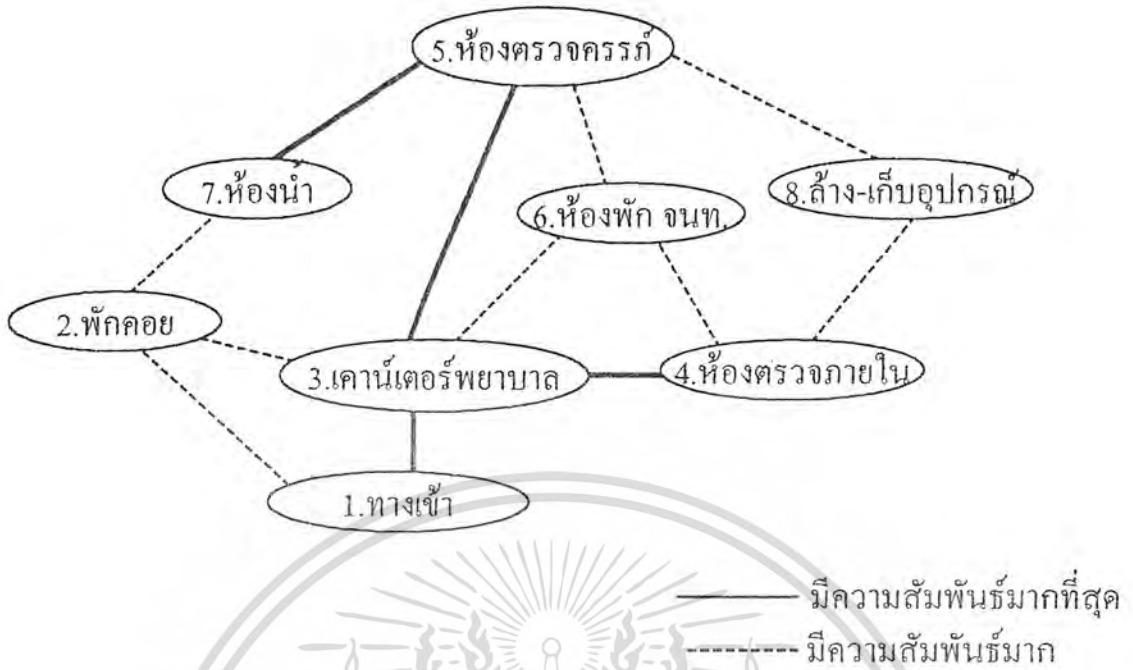 5.ห้องตรวจครรภ์
7.ห้องน้ำ
6.ห้องพัก จนท.
8.ล้าง-เก็บอุปกรณ์
2.พักคอย
3.เคาน์เตอร์พยาบาล
4.ห้องตรวจภายใน
1.ทางเข้า
มีความสัมพันธ์มากที่สุด
มีความสัมพันธ์มาก